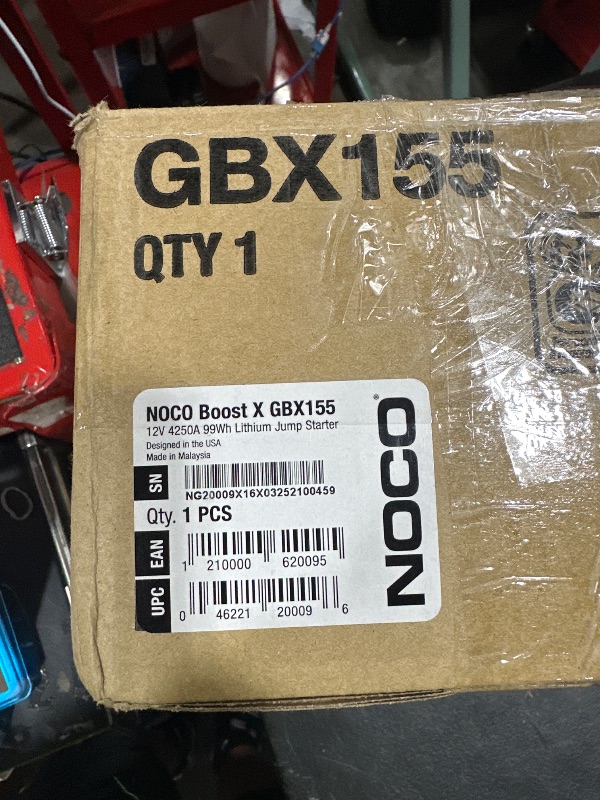 GBX155
QTY 1
NOCO Boost X GBX155
12V 4250A 99Wh Lithium Jump Starter
Designed in the USA
Made in Malaysia
SN
NG20009X16X03252100459
Qty. 1 PCS
EAN
1 210000 620095
UPC
0 46221 20009 6
NOCO®